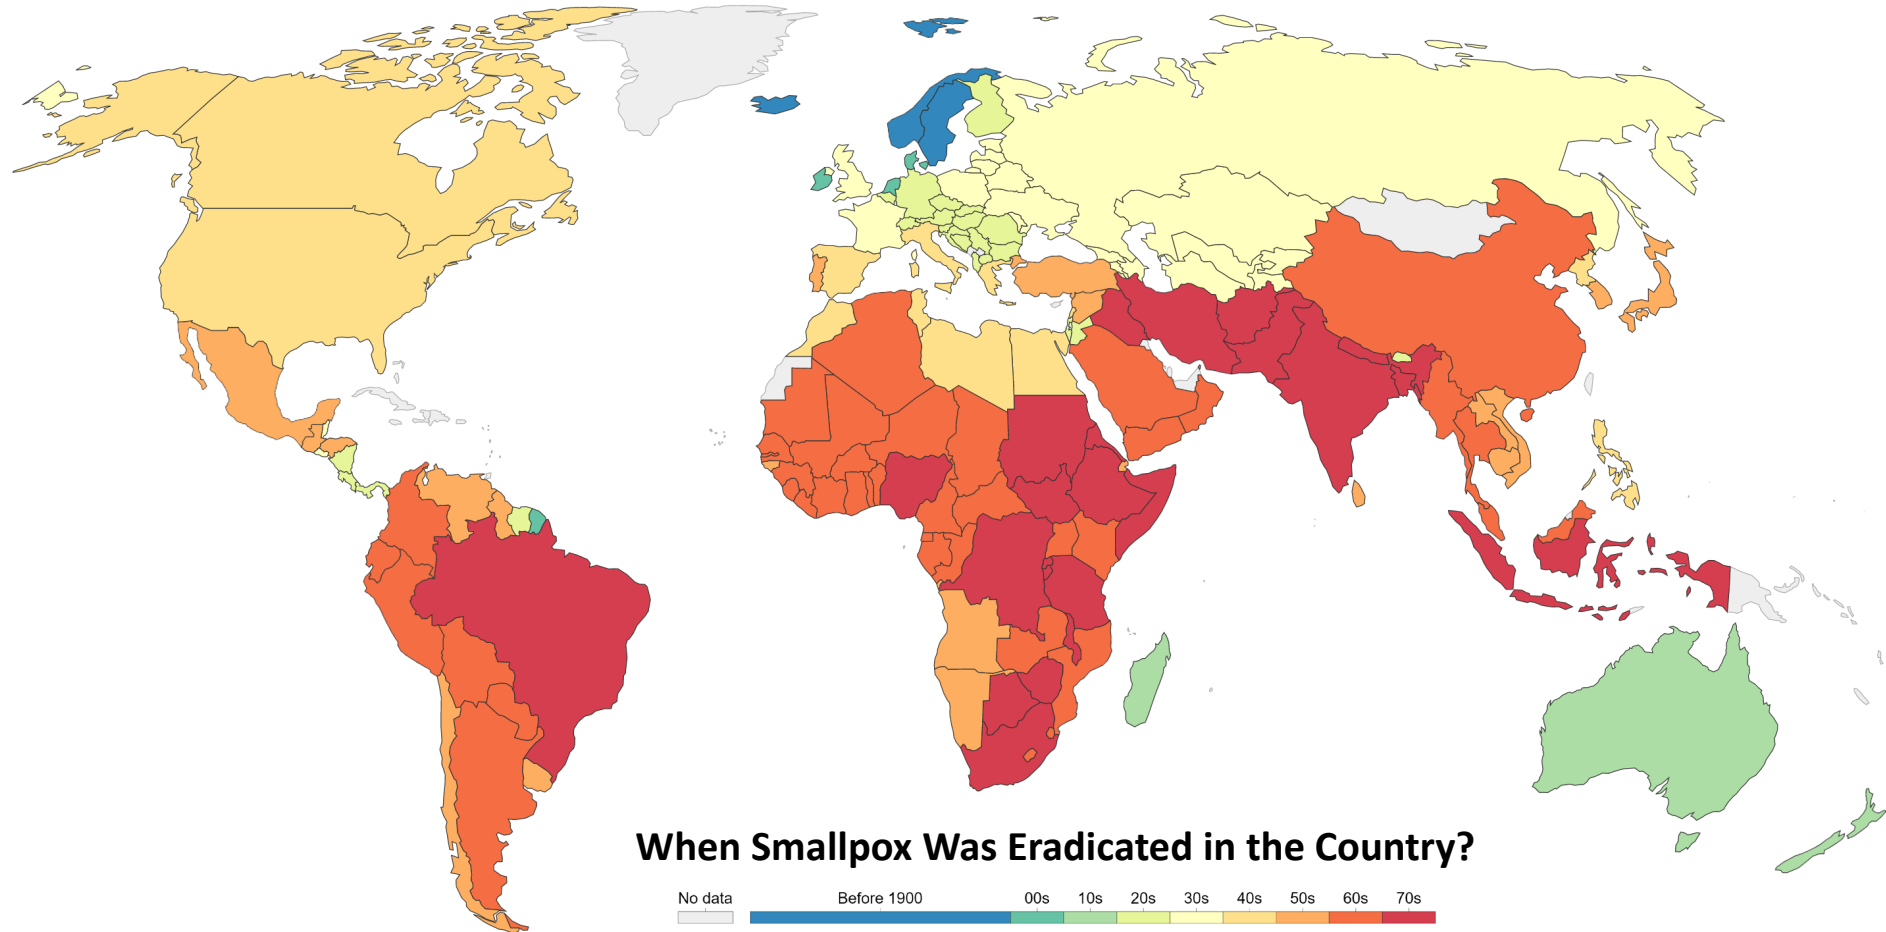 When Smallpox Was Eradicated in the Country?
No data Before 1900 00s 10s 20s 30s 40s 50s 60s 70s